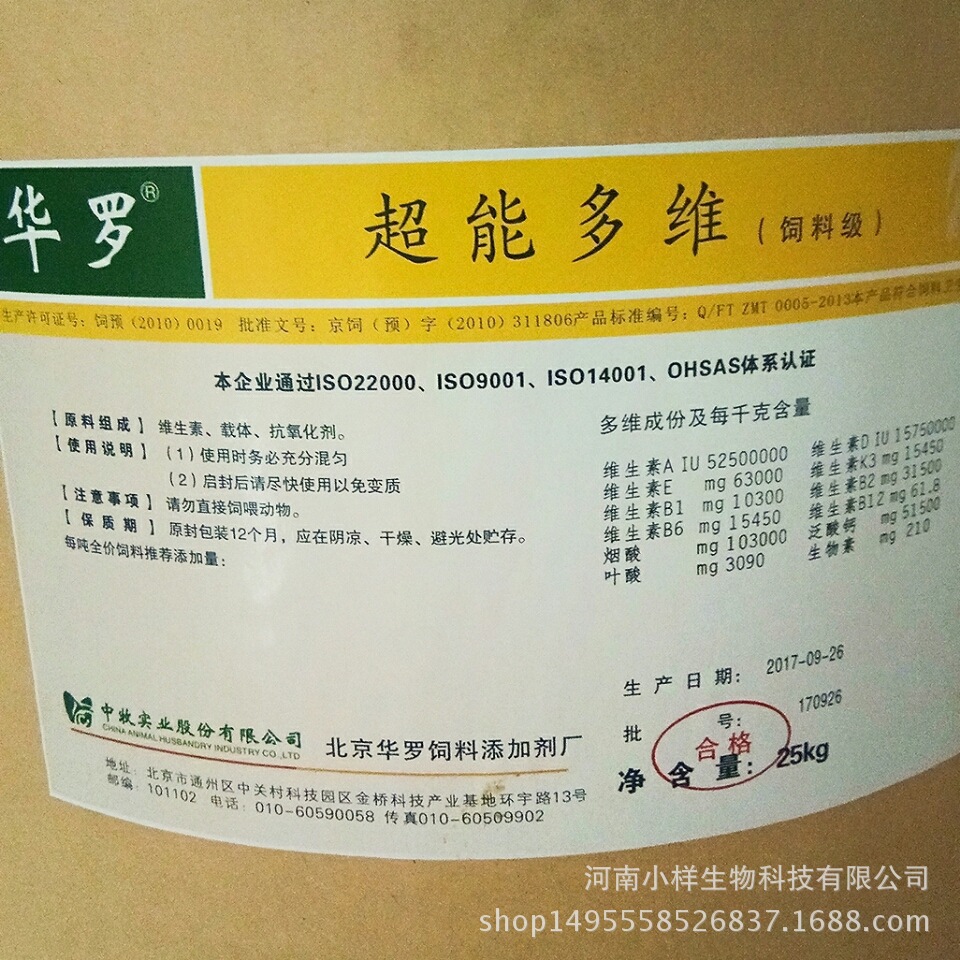 华罗®
超能多维（饲料级）
生产许可证号：饲预（2010）0019 批准文号：京饲（预）字（2010）311806产品标准编号：Q/FT ZMT 0005-2013本产品符合饲料卫生
本企业通过ISO22000、ISO9001、ISO14001、OHSAS体系认证
【原料组成】 维生素、载体、抗氧化剂。
【使用说明】（1）使用时务必充分混匀
（2）启封后请尽快使用以免变质
【注意事项】 请勿直接饲喂动物。
【保质期】 原封包装12个月，应在阴凉、干燥、避光处贮存。
每吨全价饲料推荐添加量：
多维成份及每千克含量
维生素A IU 52500000 维生素D IU 15750000
维生素E mg 63000 维生素K3 mg 15450
维生素B1 mg 10300 维生素B2 mg 31500
维生素B6 mg 15450 维生素B12 mg 61.8
烟酸 mg 103000 泛酸钙 mg 51500
叶酸 mg 3090 生物素 mg 210
生产日期： 2017-09-26
批号： 170926
合格
净含量：25kg
中牧实业股份有限公司
CHINA ANIMAL HUSBANDRY INDUSTRY CO.,LTD
北京华罗饲料添加剂厂
地址：北京市通州区中关村科技园区金桥科技产业基地环宇路13号
邮编：101102 电话：010-60590058 传真010-60509902
河南小样生物科技有限公司
shop1495558526837.1688.com